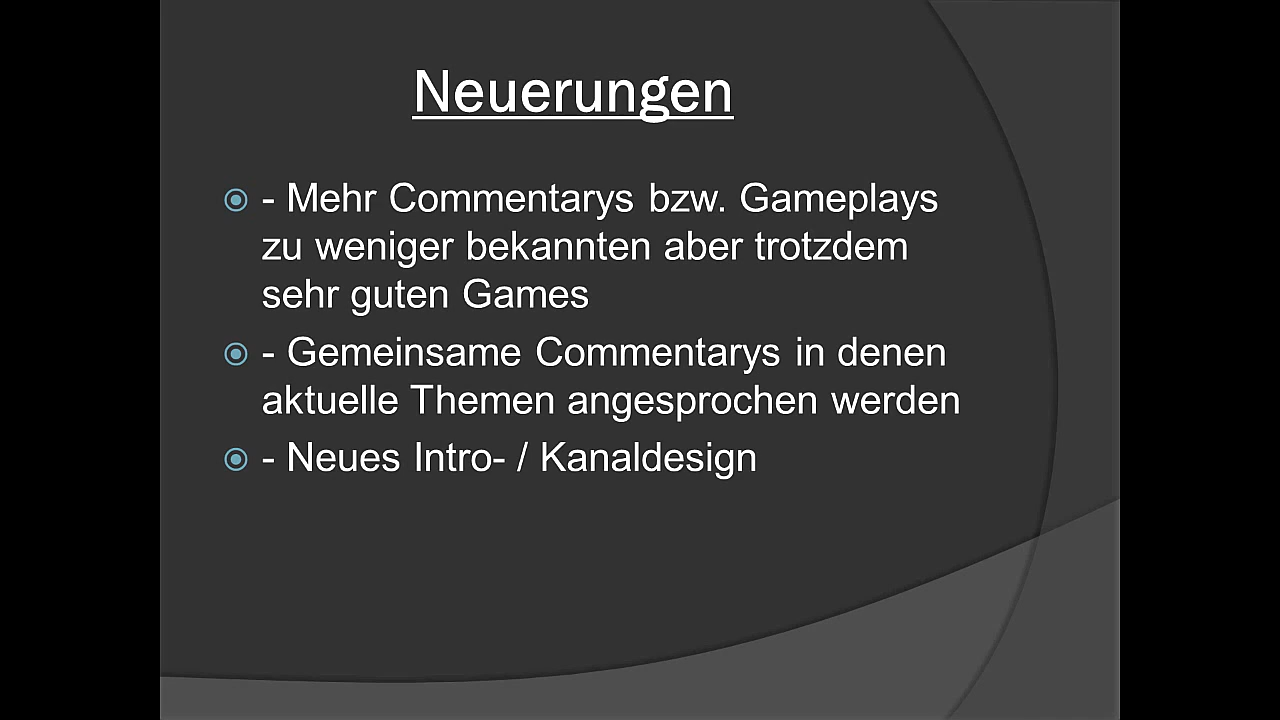 Neuerungen
- Mehr Commentarys bzw. Gameplays
zu weniger bekannten aber trotzdem
sehr guten Games
- Gemeinsame Commentarys in denen
aktuelle Themen angesprochen werden
- Neues Intro- / Kanaldesign